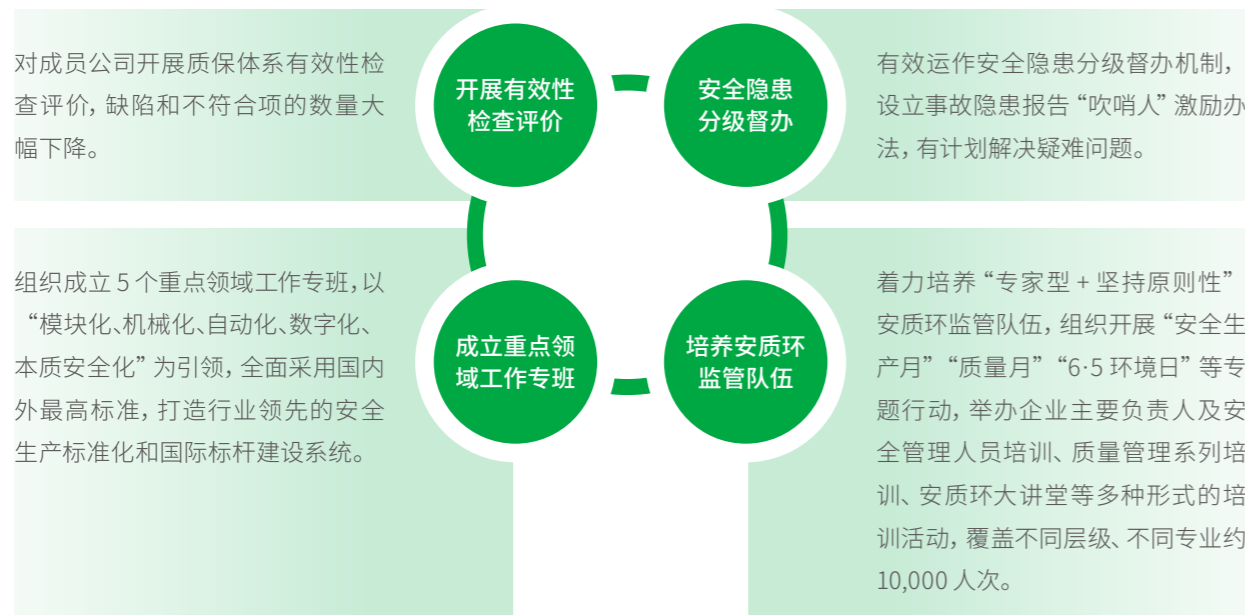 对成员公司开展质保体系有效性检
查评价，缺陷和不符合项的数量大
幅下降。
开展有效性
检查评价
安全隐患
分级督办
有效运作安全隐患分级督办机制，
设立事故隐患报告“吹哨人”激励办
法，有计划解决疑难问题。
组织成立 5 个重点领域工作专班，以
“模块化、机械化、自动化、数字化、
本质安全化”为引领，全面采用国内
外最高标准，打造行业领先的安全
生产标准化和国际标杆建设系统。
成立重点领
域工作专班
培养安质环
监管队伍
着力培养“专家型 + 坚持原则性”
安质环监管队伍，组织开展“安全生
产月”“质量月”“6·5 环境日”等专
题行动，举办企业主要负责人及安
全管理人员培训、质量管理系列培
训、安质环大讲堂等多种形式的培
训活动，覆盖不同层级、不同专业约
10,000 人次。